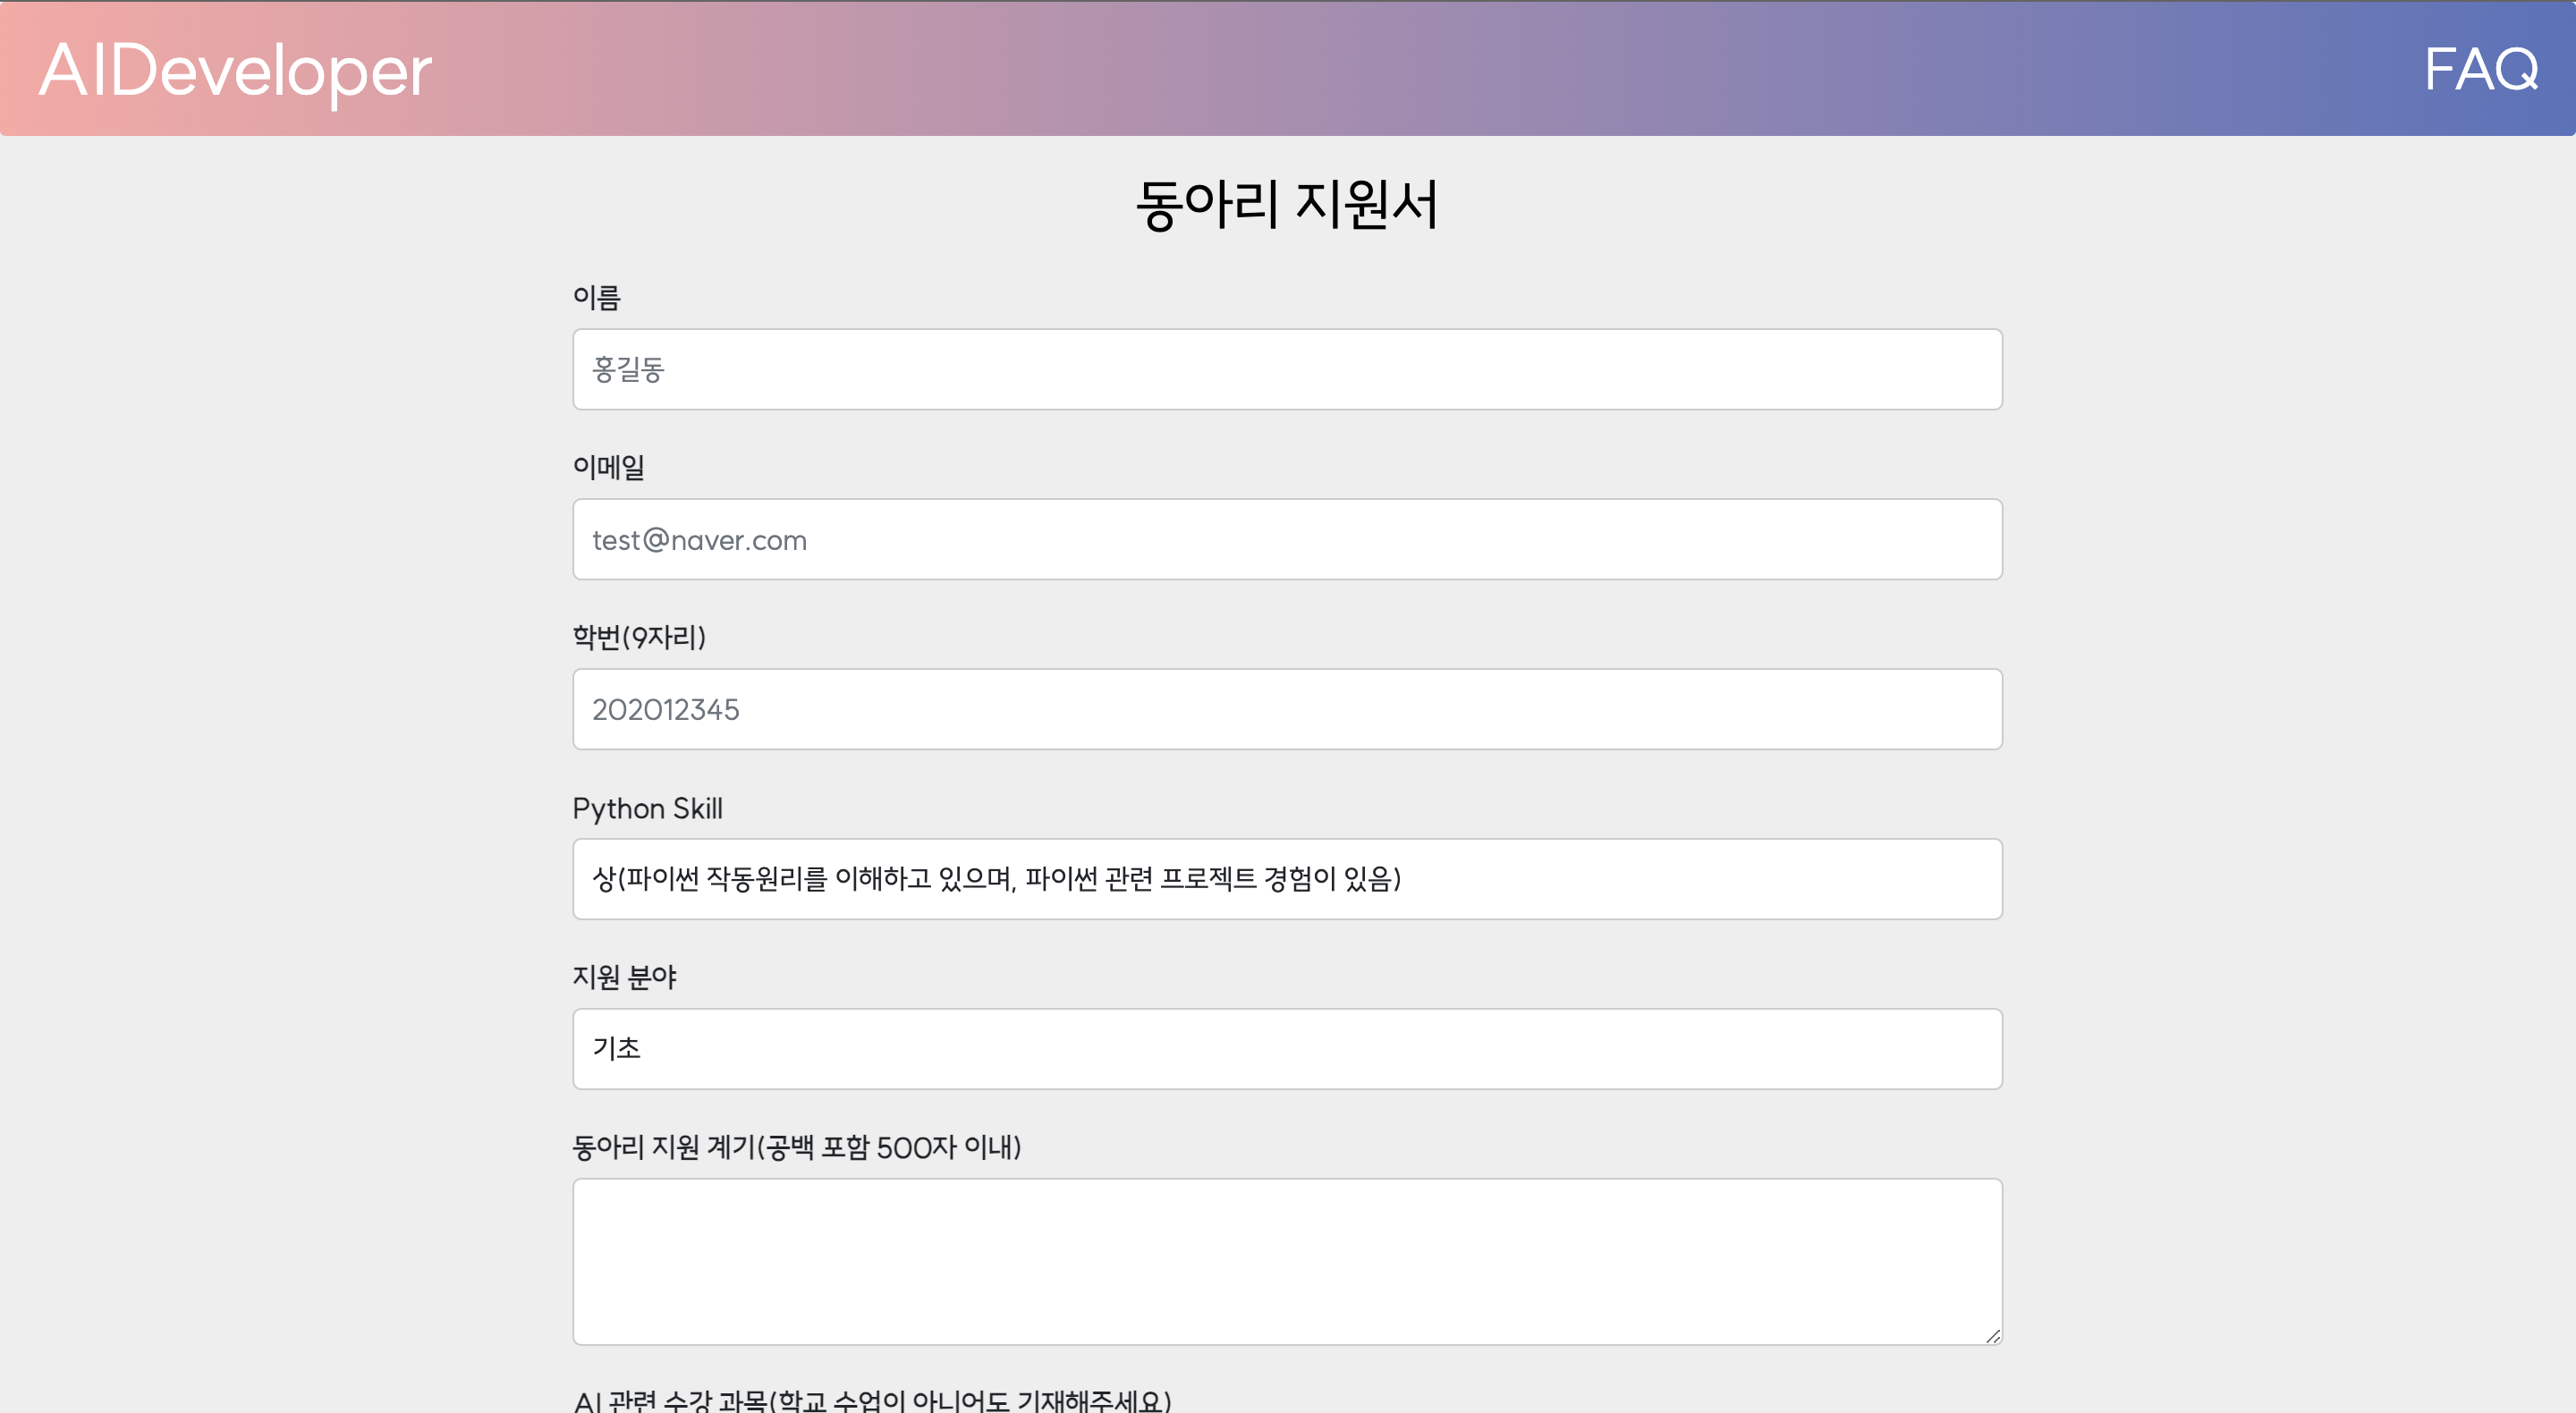 AIDeveloper
FAQ
동아리 지원서
이름
홍길동
이메일
test@naver.com
학번(9자리)
202012345
Python Skill
상(파이썬 작동원리를 이해하고 있으며, 파이썬 관련 프로젝트 경험이 있음)
지원 분야
기초
동아리 지원 계기(공백 포함 500자 이내)
AI 관련 수강 과목(학교 수업이 아니어도 기재해주세요)